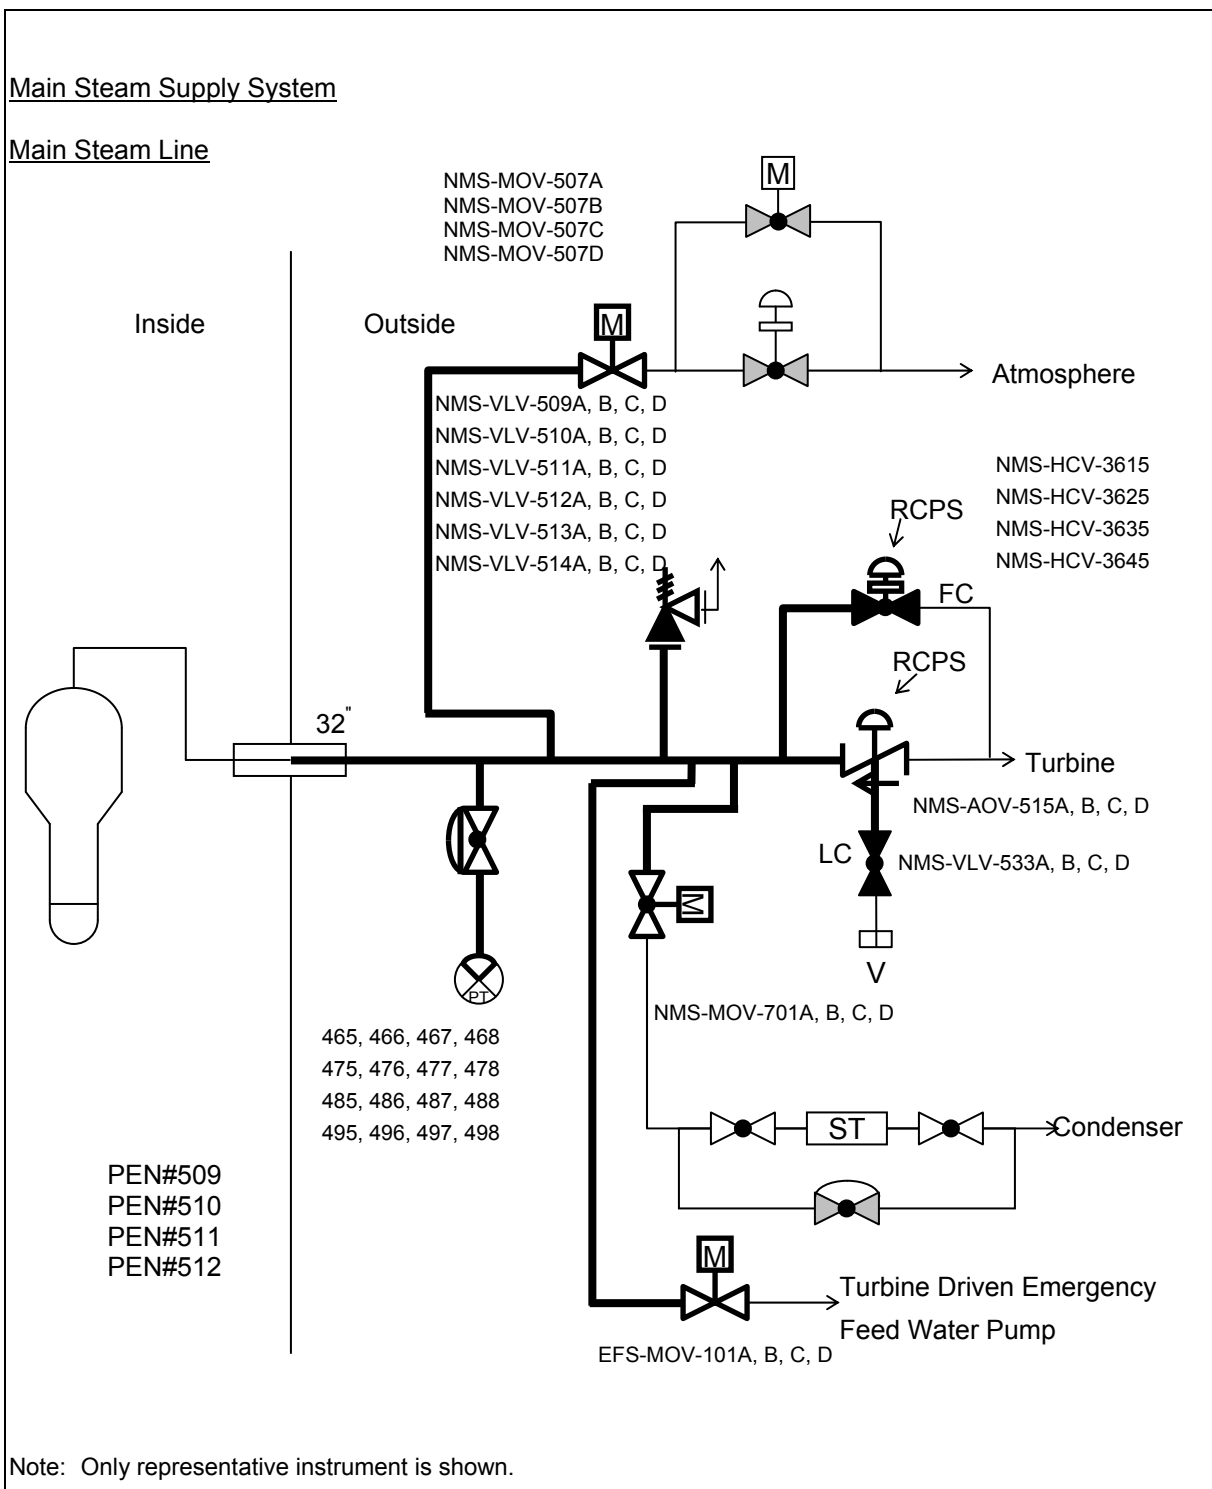 Main Steam Supply System
Main Steam Line
NMS-MOV-507A
NMS-MOV-507B
NMS-MOV-507C
NMS-MOV-507D
M
Inside
Outside
M
Atmosphere
NMS-VLV-509A, B, C, D
NMS-VLV-510A, B, C, D
NMS-VLV-511A, B, C, D
NMS-VLV-512A, B, C, D
NMS-VLV-513A, B, C, D
NMS-VLV-514A, B, C, D
NMS-HCV-3615
NMS-HCV-3625
NMS-HCV-3635
NMS-HCV-3645
RCPS
FC
RCPS
32"
Turbine
NMS-AOV-515A, B, C, D
LC
NMS-VLV-533A, B, C, D
M
V
PT
NMS-MOV-701A, B, C, D
465, 466, 467, 468
475, 476, 477, 478
485, 486, 487, 488
495, 496, 497, 498
ST
Condenser
PEN#509
PEN#510
PEN#511
PEN#512
M
Turbine Driven Emergency
Feed Water Pump
EFS-MOV-101A, B, C, D
Note: Only representative instrument is shown.